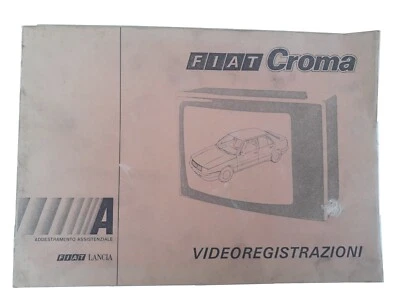 FIAT Croma
A
ADDESTRAMENTO ASSISTENZIALE
FIAT LANCIA
VIDEOREGISTRAZIONI